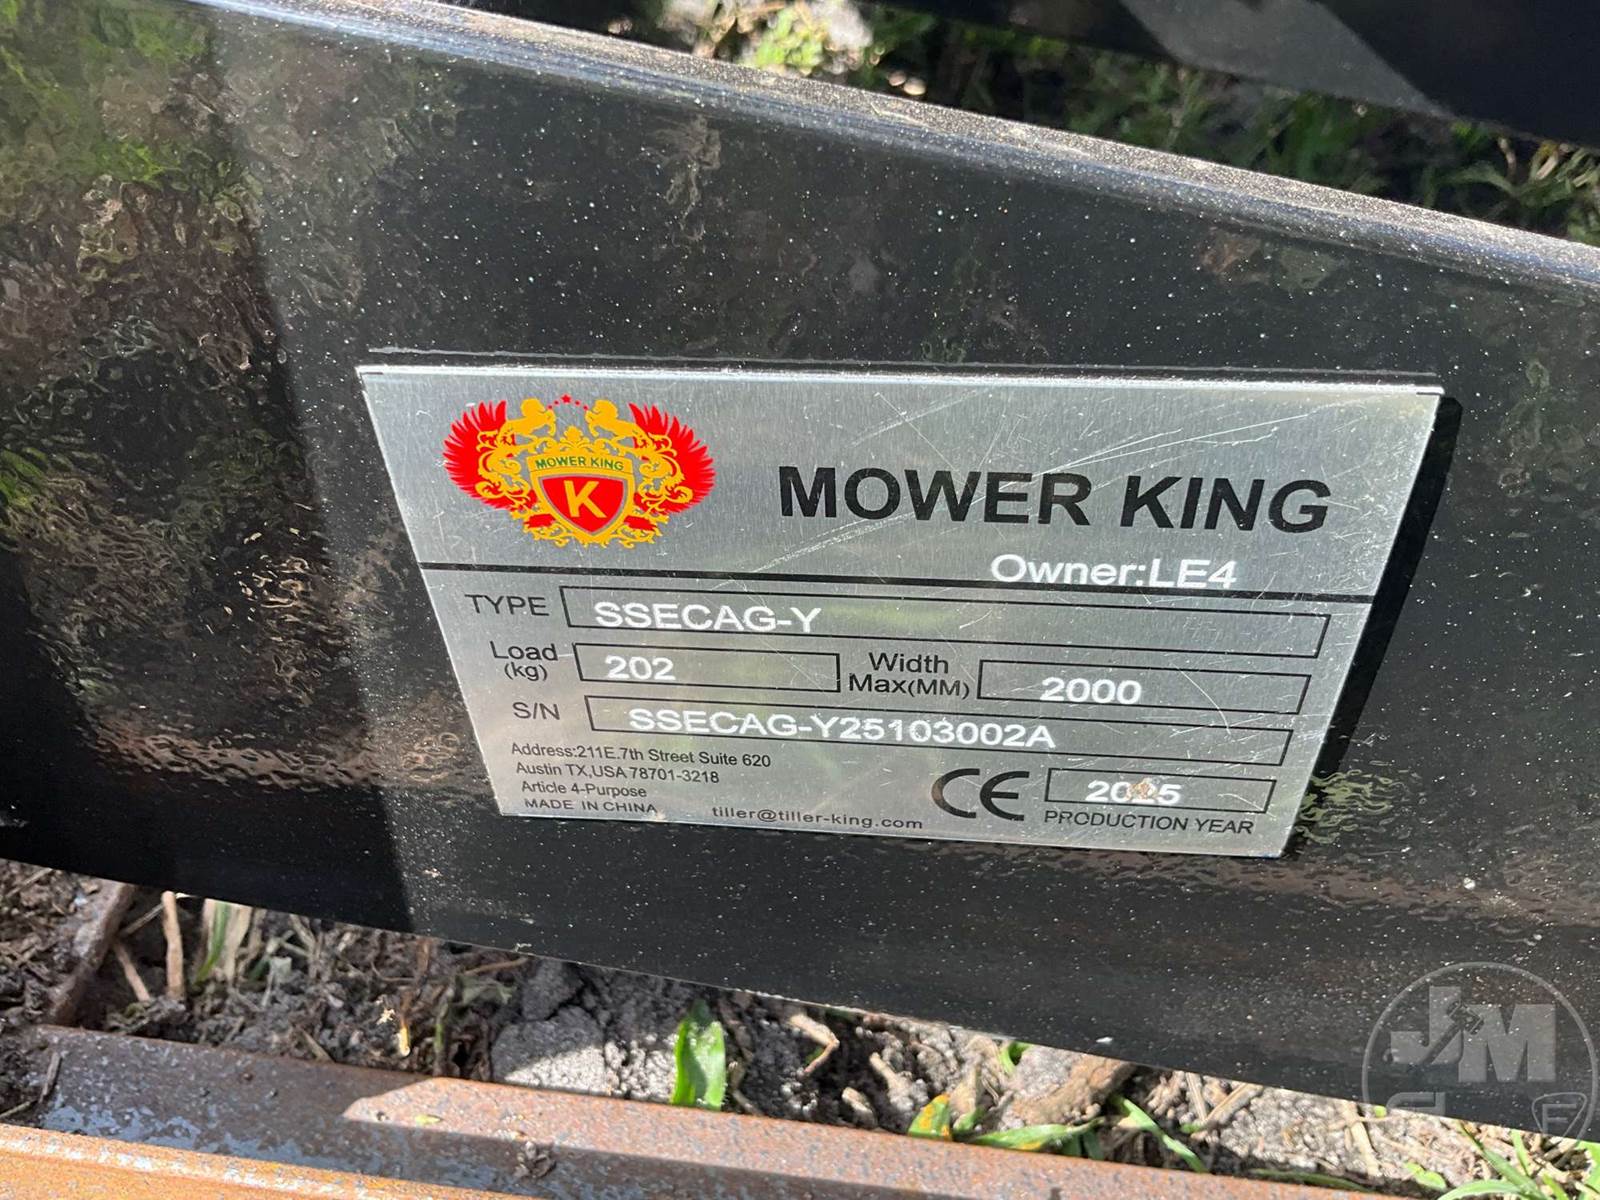 MOWER KING
K
MOWER KING
Owner:LE4
TYPE SSECAG-Y
Load (kg) 202 Width Max(MM) 2000
S/N SSECAG-Y25103002A
Address:211E.7th Street Suite 620
Austin TX,USA 78701-3218
Article 4-Purpose
MADE IN CHINA
tiller@tiller-king.com
CE
2025
PRODUCTION YEAR
JM